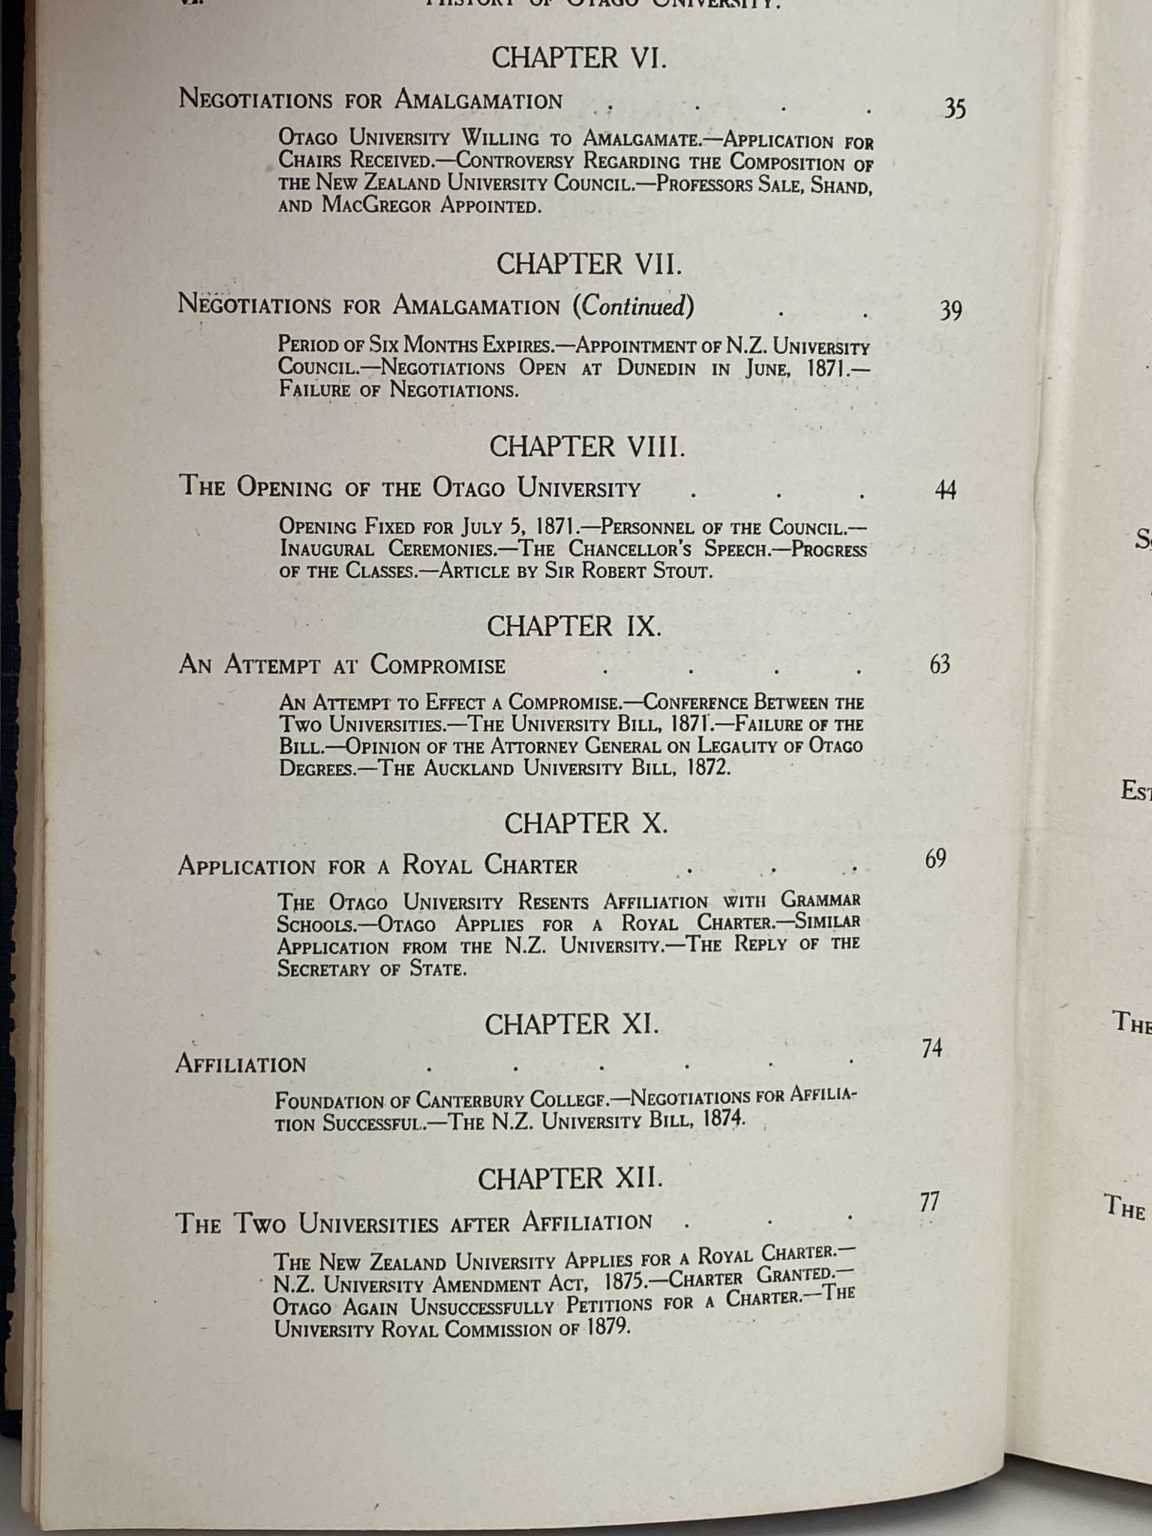 VI. HISTORY OF OTAGO UNIVERSITY.
CHAPTER VI.
NEGOTIATIONS FOR AMALGAMATION . . . . 35
OTAGO UNIVERSITY WILLING TO AMALGAMATE.—APPLICATION FOR
CHAIRS RECEIVED.—CONTROVERSY REGARDING THE COMPOSITION OF
THE NEW ZEALAND UNIVERSITY COUNCIL.—PROFESSORS SALE, SHAND,
AND MACGREGOR APPOINTED.
CHAPTER VII.
NEGOTIATIONS FOR AMALGAMATION (Continued) . . 39
PERIOD OF SIX MONTHS EXPIRES.—APPOINTMENT OF N.Z. UNIVERSITY
COUNCIL.—NEGOTIATIONS OPEN AT DUNEDIN IN JUNE, 1871.—
FAILURE OF NEGOTIATIONS.
CHAPTER VIII.
THE OPENING OF THE OTAGO UNIVERSITY . . . 44
OPENING FIXED FOR JULY 5, 1871.—PERSONNEL OF THE COUNCIL.—
INAUGURAL CEREMONIES.—THE CHANCELLOR'S SPEECH.—PROGRESS
OF THE CLASSES.—ARTICLE BY SIR ROBERT STOUT.
CHAPTER IX.
AN ATTEMPT AT COMPROMISE . . . . 63
AN ATTEMPT TO EFFECT A COMPROMISE.—CONFERENCE BETWEEN THE
TWO UNIVERSITIES.—THE UNIVERSITY BILL, 1871.—FAILURE OF THE
BILL.—OPINION OF THE ATTORNEY GENERAL ON LEGALITY OF OTAGO
DEGREES.—THE AUCKLAND UNIVERSITY BILL, 1872.
CHAPTER X.
APPLICATION FOR A ROYAL CHARTER . . . 69
THE OTAGO UNIVERSITY RESENTS AFFILIATION WITH GRAMMAR
SCHOOLS.—OTAGO APPLIES FOR A ROYAL CHARTER.—SIMILAR
APPLICATION FROM THE N.Z. UNIVERSITY.—THE REPLY OF THE
SECRETARY OF STATE.
CHAPTER XI.
AFFILIATION . . . . . . 74
FOUNDATION OF CANTERBURY COLLEGE.—NEGOTIATIONS FOR AFFILIA-
TION SUCCESSFUL.—THE N.Z. UNIVERSITY BILL, 1874.
CHAPTER XII.
THE TWO UNIVERSITIES AFTER AFFILIATION . . . 77
THE NEW ZEALAND UNIVERSITY APPLIES FOR A ROYAL CHARTER.—
N.Z. UNIVERSITY AMENDMENT ACT, 1875.—CHARTER GRANTED.—
OTAGO AGAIN UNSUCCESSFULLY PETITIONS FOR A CHARTER.—THE
UNIVERSITY ROYAL COMMISSION OF 1879.
THE
THE